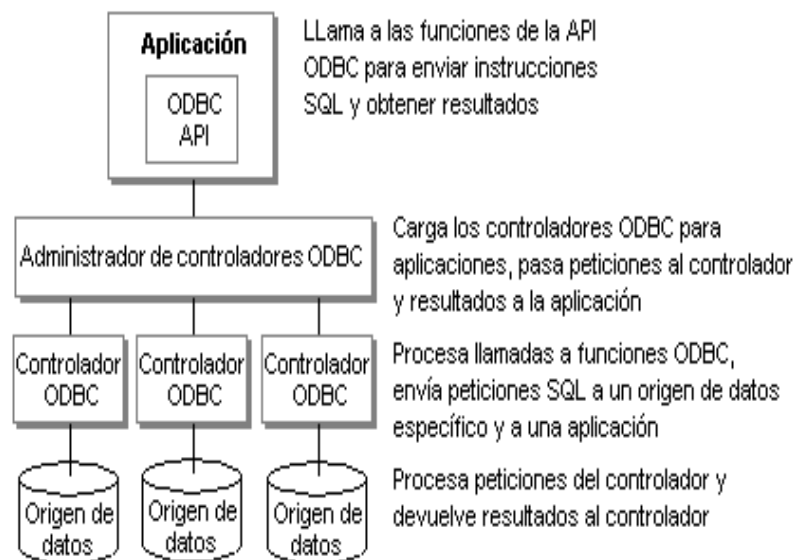 Aplicación
ODBC
API
LLama a las funciones de la API
ODBC para enviar instrucciones
SQL y obtener resultados
Administrador de controladores ODBC
Carga los controladores ODBC para
aplicaciones, pasa peticiones al controlador
y resultados a la aplicación
Controlador
ODBC
Controlador
ODBC
Controlador
ODBC
Procesa llamadas a funciones ODBC,
envía peticiones SQL a un origen de datos
específico y a una aplicación
Origen de
datos
Origen de
datos
Origen de
datos
Procesa peticiones del controlador y
devuelve resultados al controlador